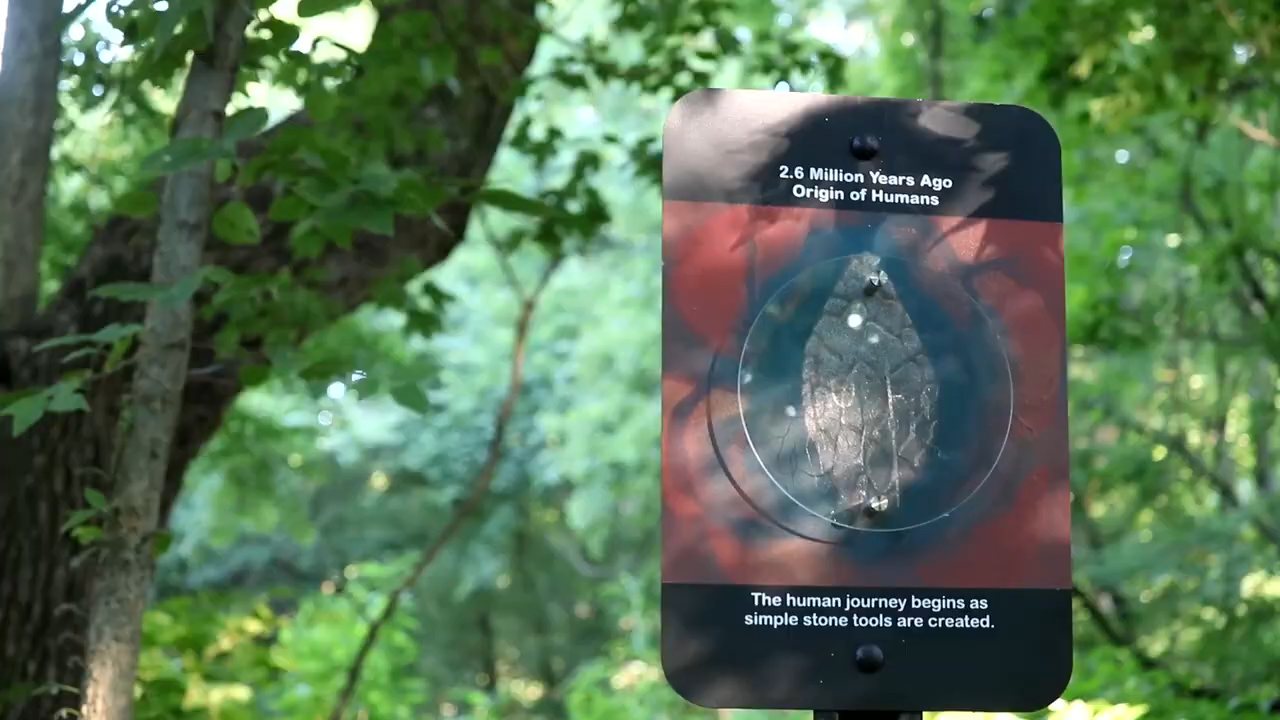 2.6 Million Years Ago
Origin of Humans
The human journey begins as
simple stone tools are created.